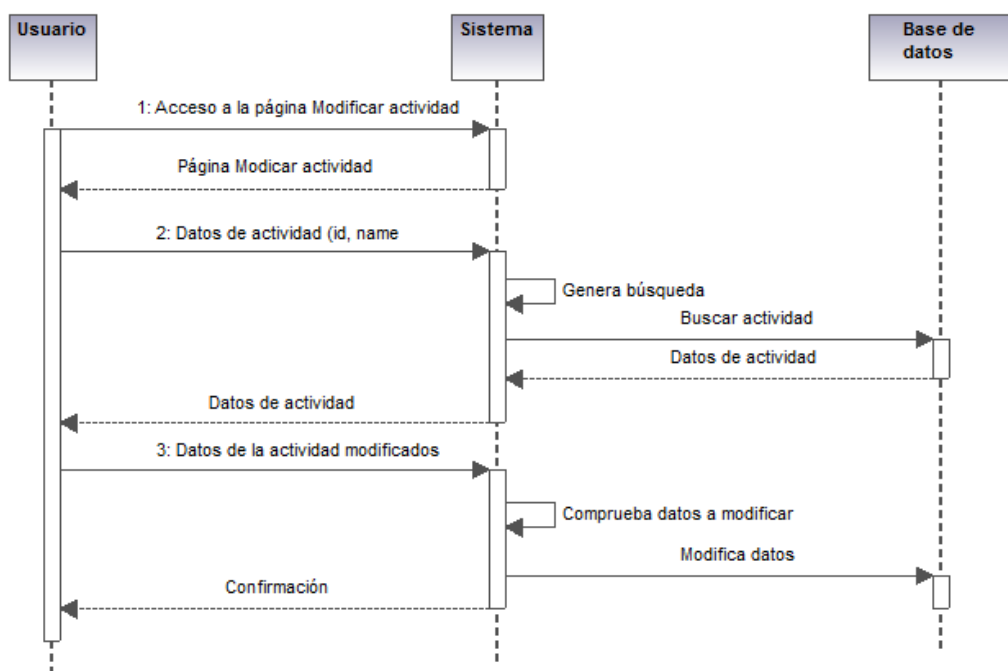 Usuario
Sistema
Base de
datos
1: Acceso a la página Modificar actividad
Página Modicar actividad
2: Datos de actividad (id, name
Genera búsqueda
Buscar actividad
Datos de actividad
Datos de actividad
3: Datos de la actividad modificados
Comprueba datos a modificar
Modifica datos
Confirmación